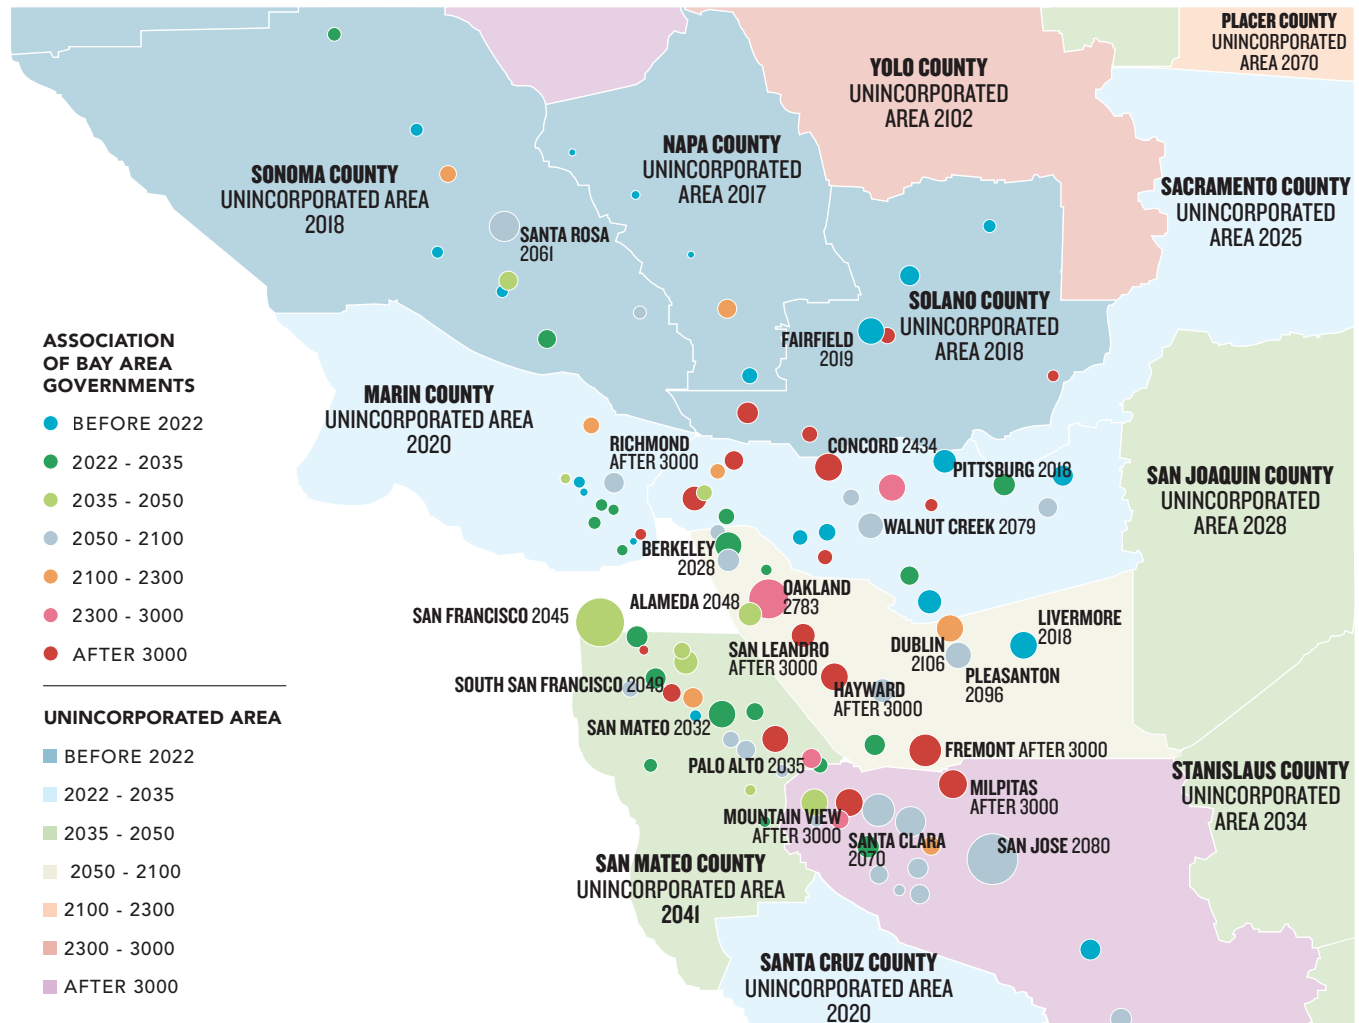 PLACER COUNTY
UNINCORPORATED
AREA 2070
YOLO COUNTY
UNINCORPORATED
AREA 2102
NAPA COUNTY
UNINCORPORATED
AREA 2017
SONOMA COUNTY
UNINCORPORATED AREA
2018
SACRAMENTO COUNTY
UNINCORPORATED
AREA 2025
SANTA ROSA
2061
SOLANO COUNTY
UNINCORPORATED
AREA 2018
FAIRFIELD
2019
ASSOCIATION
OF BAY AREA
GOVERNMENTS
BEFORE 2022
2022 - 2035
2035 - 2050
2050 - 2100
2100 - 2300
2300 - 3000
AFTER 3000
UNINCORPORATED AREA
BEFORE 2022
2022 - 2035
2035 - 2050
2050 - 2100
2100 - 2300
2300 - 3000
AFTER 3000
MARIN COUNTY
UNINCORPORATED AREA
2020
RICHMOND
AFTER 3000
CONCORD 2434
PITTSBURG 2018
SAN JOAQUIN COUNTY
UNINCORPORATED
AREA 2028
WALNUT CREEK 2079
BERKELEY
2028
OAKLAND
2783
ALAMEDA 2048
SAN FRANCISCO 2045
LIVERMORE
2018
DUBLIN
2106
SAN LEANDRO
AFTER 3000
PLEASANTON
2096
SOUTH SAN FRANCISCO 2049
HAYWARD
AFTER 3000
SAN MATEO 2032
FREMONT AFTER 3000
PALO ALTO 2035
STANISLAUS COUNTY
UNINCORPORATED
AREA 2034
MILPITAS
AFTER 3000
MOUNTAIN VIEW
AFTER 3000
SANTA CLARA
2070
SAN JOSE 2080
SAN MATEO COUNTY
UNINCORPORATED AREA
2041
SANTA CRUZ COUNTY
UNINCORPORATED AREA
2020